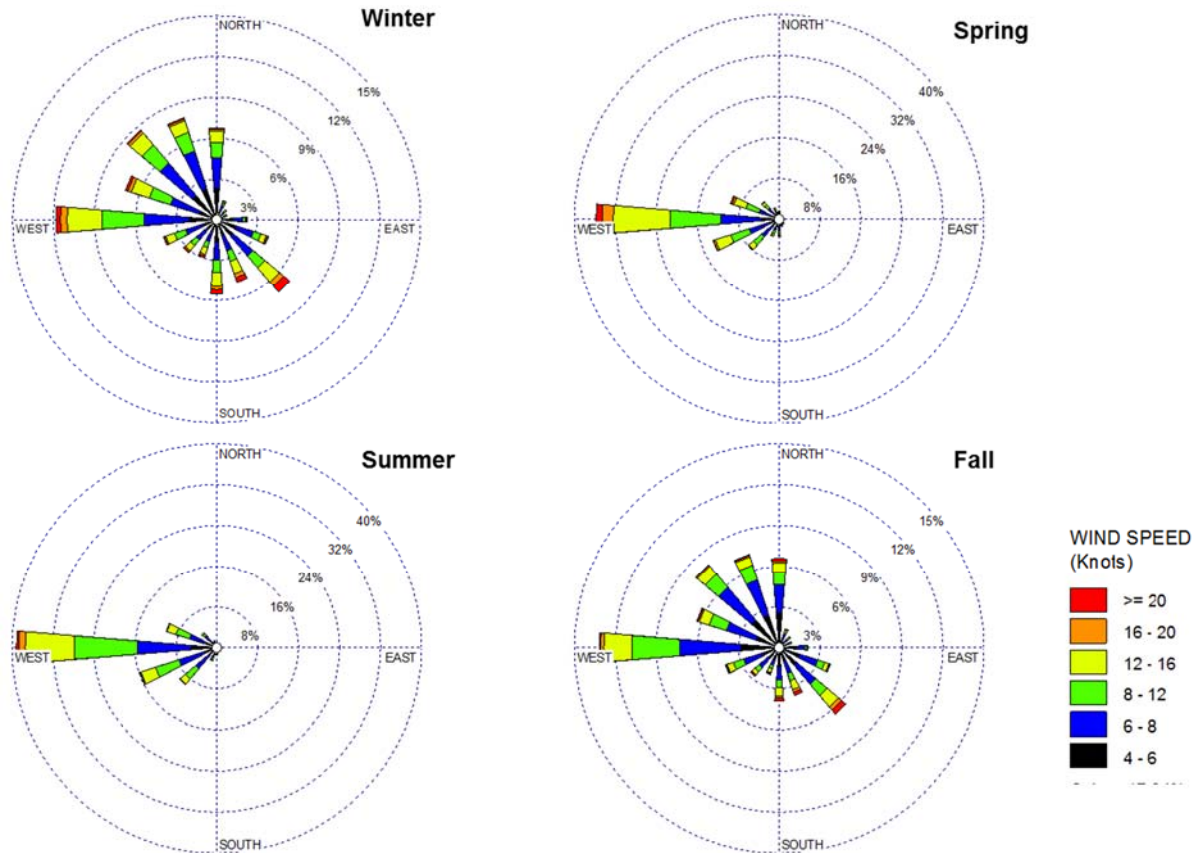 Winter
NORTH
15%
12%
9%
6%
3%
WEST
EAST
SOUTH
Spring
NORTH
40%
32%
24%
16%
8%
WEST
EAST
SOUTH
Summer
NORTH
40%
32%
24%
16%
8%
WEST
EAST
SOUTH
Fall
NORTH
15%
12%
9%
6%
3%
WEST
EAST
SOUTH
WIND SPEED
(Knots)
>= 20
16 - 20
12 - 16
8 - 12
6 - 8
4 - 6